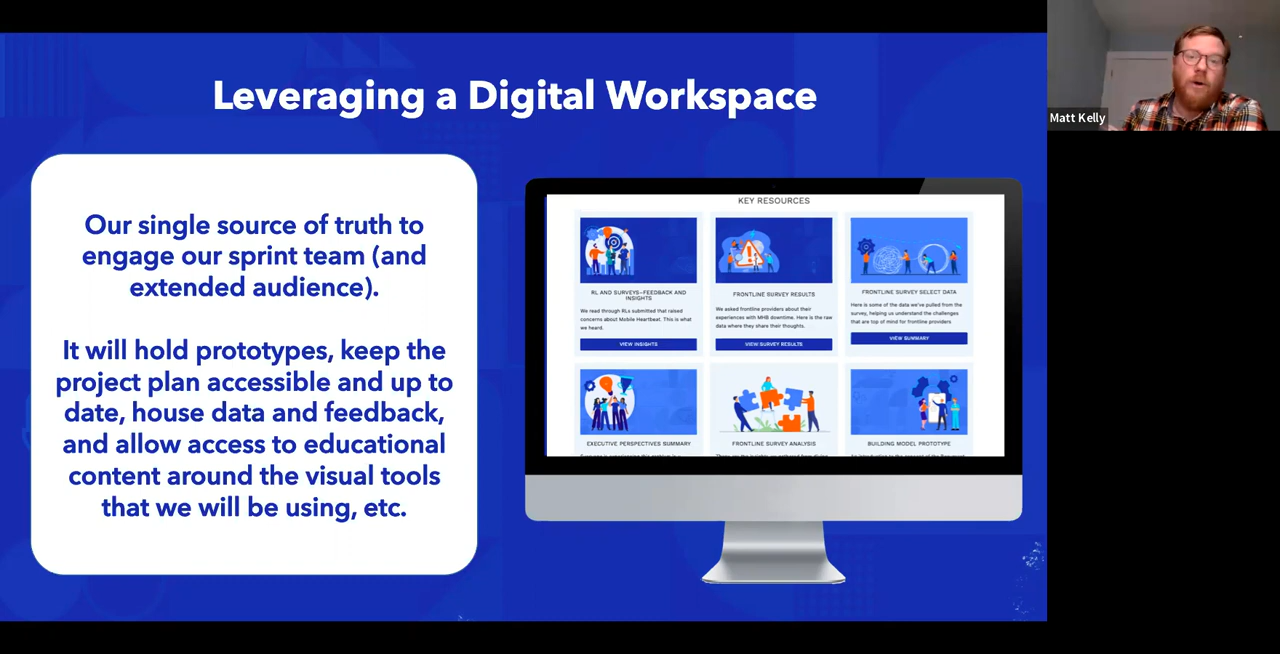 Leveraging a Digital Workspace
Our single source of truth to
engage our sprint team (and
extended audience).
It will hold prototypes, keep the
project plan accessible and up to
date, house data and feedback,
and allow access to educational
content around the visual tools
that we will be using, etc.
KEY RESOURCES
RL AND SURVEYS–FEEDBACK AND
INSIGHTS
We read through RLs submitted that raised
concerns about Mobile Heartbeat. This is what
we heard.
VIEW INSIGHTS
FRONTLINE SURVEY RESULTS
We asked frontline providers about their
experiences with MHB downtime. Here is the raw
data where they share their thoughts.
VIEW SURVEY RESULTS
FRONTLINE SURVEY SELECT DATA
Here is some of the data we've pulled from the
survey, helping us understand the challenges
that are top of mind for frontline providers
VIEW SUMMARY
EXECUTIVE PERSPECTIVES SUMMARY
FRONTLINE SURVEY ANALYSIS
BUILDING MODEL PROTOTYPE
Matt Kelly